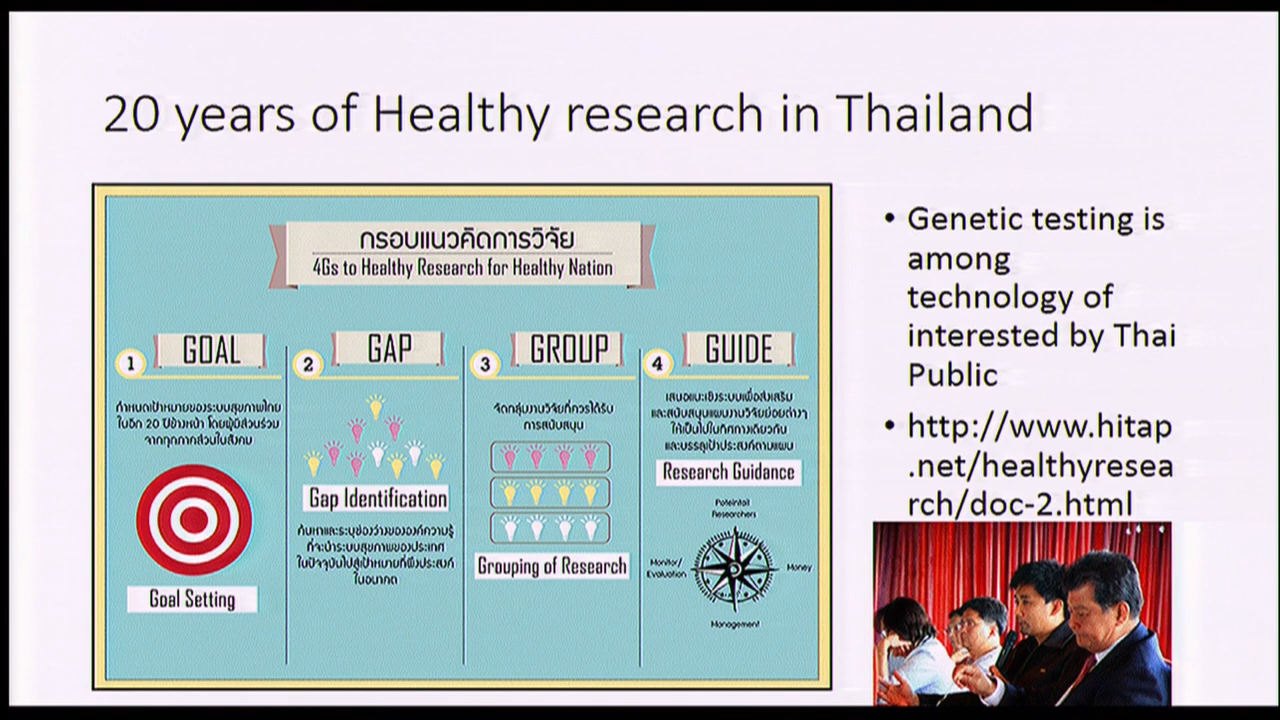 20 years of Healthy research in Thailand
กรอบแนวคิดการวิจัย
4Gs to Healthy Research for Healthy Nation
1
GOAL
กำหนดเป้าหมายของระบบสุขภาพไทย
ในอีก 20 ปีข้างหน้า โดยผู้มีส่วนร่วม
จากทุกภาคส่วนในสังคม
Goal Setting
2
GAP
Gap Identification
ค้นหาและระบุช่องว่างขององค์ความรู้
ที่จะนำระบบสุขภาพของประเทศ
ในปัจจุบันไปสู่เป้าหมายที่พึงประสงค์
ในอนาคต
3
GROUP
จัดกลุ่มงานวิจัยที่ควรได้รับ
การสนับสนุน
Grouping of Research
4
GUIDE
เสนอแนะเชิงระบบเพื่อส่งเสริม
และสนับสนุนแผนงานวิจัยย่อยต่างๆ
ให้เป็นไปในทิศทางเดียวกัน
และบรรลุเป้าประสงค์ตามแผน
Research Guidance
Researchers
Monitor/
Evaluation
Money
Management
• Genetic testing is
among
technology of
interested by Thai
Public
• http://www.hitap
.net/healthyresea
rch/doc-2.html